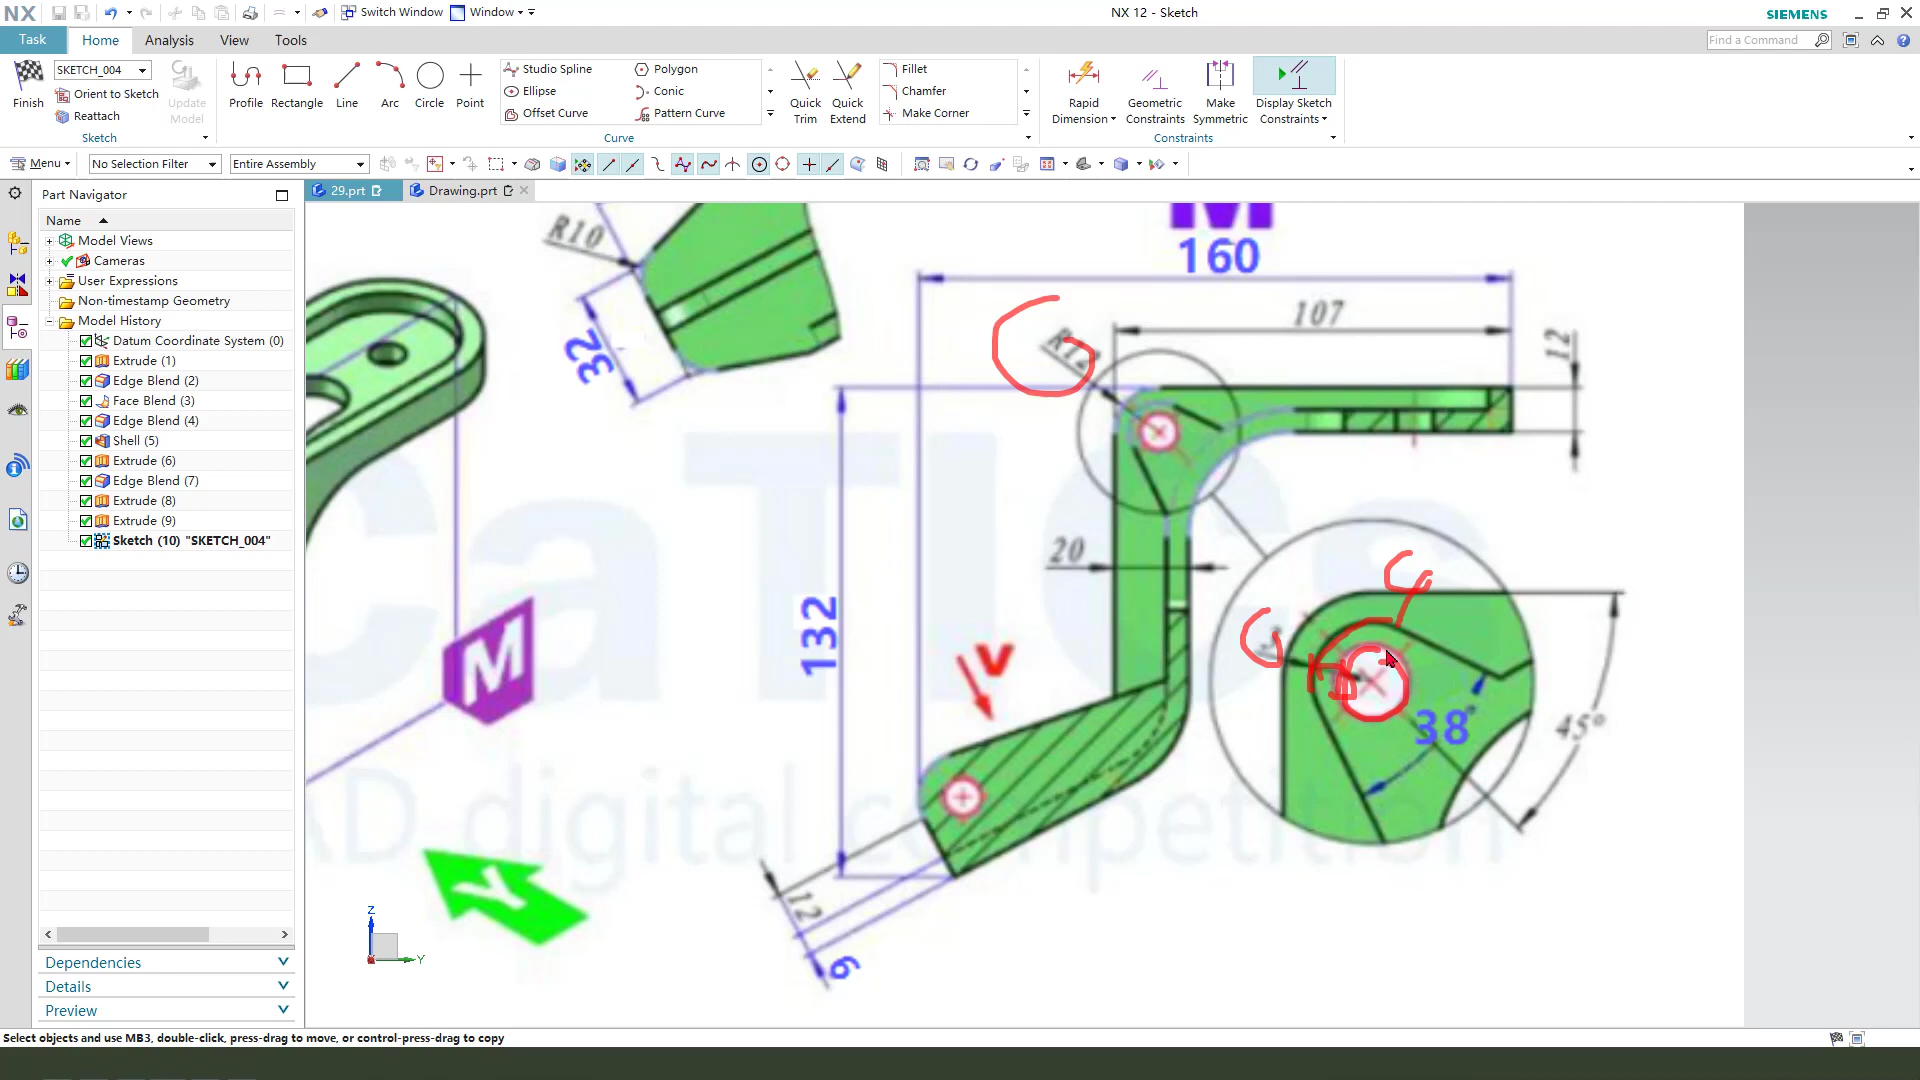 NX
Switch Window
Window
NX 12 - Sketch
SIEMENS
Task
Home
Analysis
View
Tools
Find a Command
Finish
SKETCH_004
Orient to Sketch
Reattach
Update Model
Profile
Rectangle
Line
Arc
Circle
Point
Studio Spline
Ellipse
Offset Curve
Polygon
Conic
Pattern Curve
Quick Trim
Quick Extend
Fillet
Chamfer
Make Corner
Rapid Dimension
Geometric Constraints
Make Symmetric
Display Sketch Constraints
Sketch
Curve
Constraints
Menu
No Selection Filter
Entire Assembly
Part Navigator
29.prt
Drawing.prt
Name
Model Views
Cameras
User Expressions
Non-timestamp Geometry
Model History
Datum Coordinate System (0)
Extrude (1)
Edge Blend (2)
Face Blend (3)
Edge Blend (4)
Shell (5)
Extrude (6)
Edge Blend (7)
Extrude (8)
Extrude (9)
Sketch (10) "SKETCH_004"
Dependencies
Details
Preview
M
160
R10
107
R12
12
32
CaTICs
20
132
V
M
38°
45°
AD digital competition
Y
12
6
Z
Y
Select objects and use MB3, double-click, press-drag to move, or control-press-drag to copy